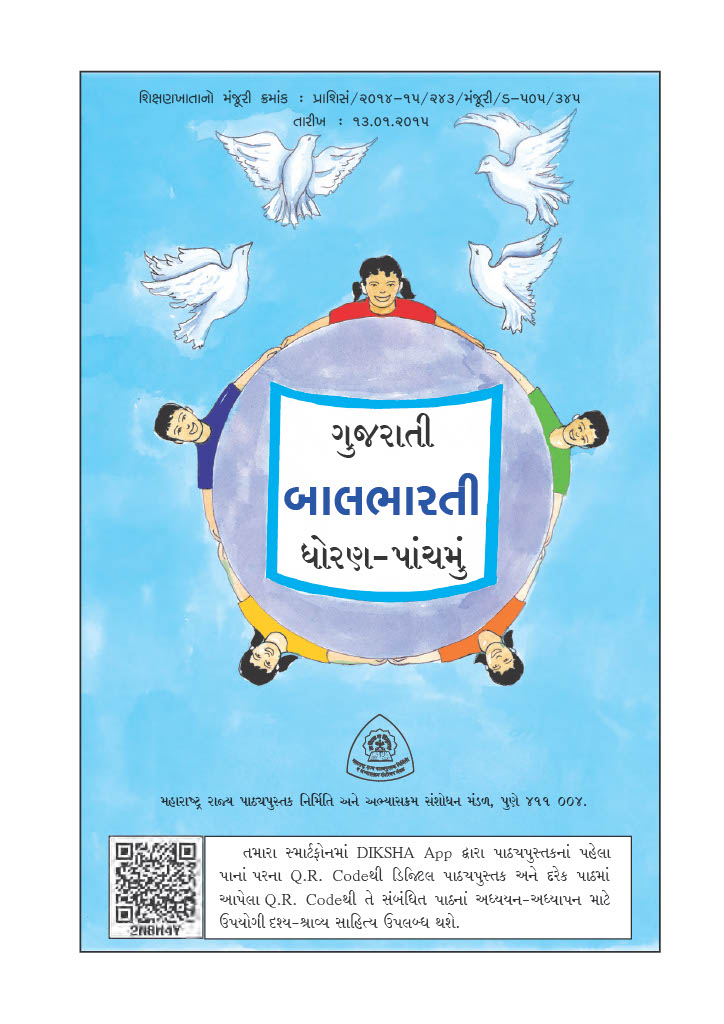 શિક્ષણખાતાનો મંજૂરી ક્રમાંક : પ્રાશિસં/૨૦૧૪-૧૫/૨૪૩/મંજૂરી/ડ-૫૦૫/૩૪૫
તારીખ : ૧૩.૦૧.૨૦૧૫
ગુજરાતી
બાલભારતી
ધોરણ-પાંચમું
મહારાષ્ટ્ર રાજ્ય પાઠ્યપુસ્તક નિર્મિતિ અને અભ્યાસક્રમ સંશોધન મંડળ, પુણે ૪૧૧ ૦૦૪.
તમારા સ્માર્ટફોનમાં DIKSHA App દ્વારા પાઠ્યપુસ્તકનાં પહેલા
પાનાં પરના Q.R. Codeથી ડિજિટલ પાઠ્યપુસ્તક અને દરેક પાઠમાં
આપેલા Q.R. Codeથી તે સંબંધિત પાઠનાં અધ્યયન-અધ્યાપન માટે
ઉપયોગી દશ્ય-શ્રાવ્ય સાહિત્ય ઉપલબ્ધ થશે.
2N8H4Y